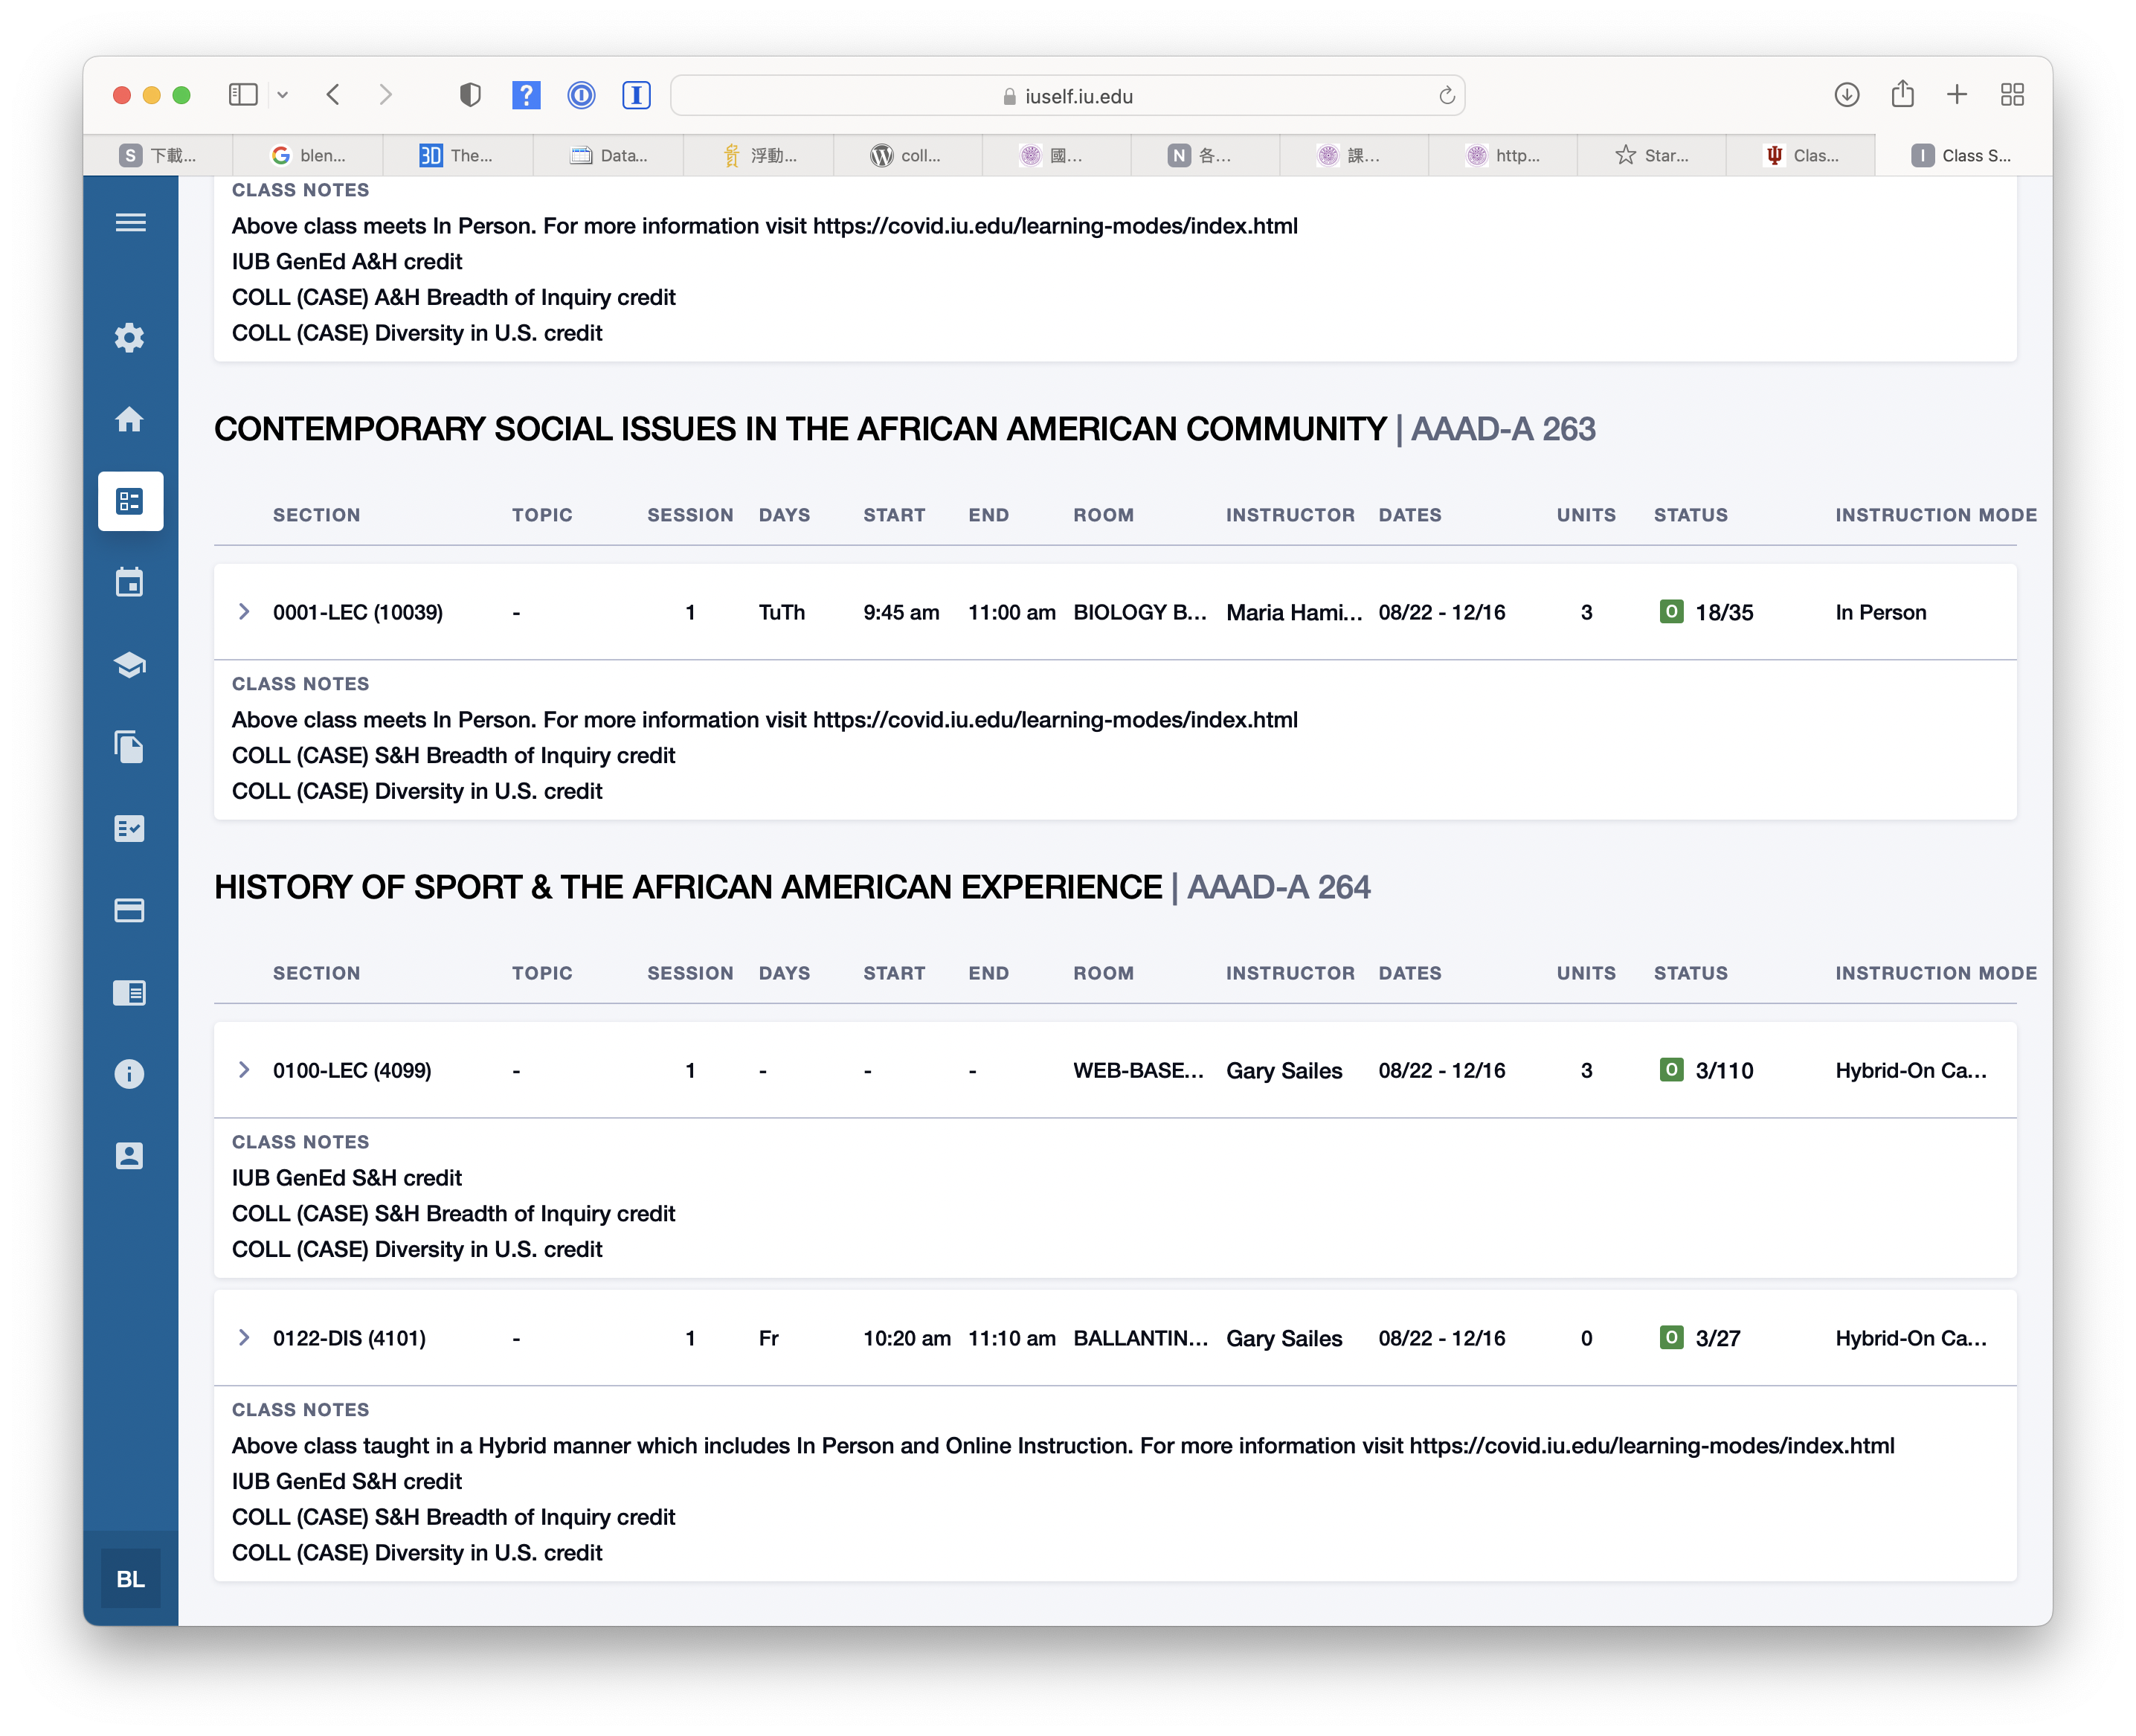 iuself.iu.edu
S 下載... blen... 3D The... Data... 浮動... coll... 國... N 各... 課... http... Star... Clas... I Class S...
CLASS NOTES
Above class meets In Person. For more information visit https://covid.iu.edu/learning-modes/index.html
IUB GenEd A&H credit
COLL (CASE) A&H Breadth of Inquiry credit
COLL (CASE) Diversity in U.S. credit
CONTEMPORARY SOCIAL ISSUES IN THE AFRICAN AMERICAN COMMUNITY | AAAD-A 263
SECTION TOPIC SESSION DAYS START END ROOM INSTRUCTOR DATES UNITS STATUS INSTRUCTION MODE
0001-LEC (10039) - 1 TuTh 9:45 am 11:00 am BIOLOGY B... Maria Hami... 08/22 - 12/16 3 O 18/35 In Person
CLASS NOTES
Above class meets In Person. For more information visit https://covid.iu.edu/learning-modes/index.html
COLL (CASE) S&H Breadth of Inquiry credit
COLL (CASE) Diversity in U.S. credit
HISTORY OF SPORT & THE AFRICAN AMERICAN EXPERIENCE | AAAD-A 264
SECTION TOPIC SESSION DAYS START END ROOM INSTRUCTOR DATES UNITS STATUS INSTRUCTION MODE
0100-LEC (4099) - 1 - - - WEB-BASE... Gary Sailes 08/22 - 12/16 3 O 3/110 Hybrid-On Ca...
CLASS NOTES
IUB GenEd S&H credit
COLL (CASE) S&H Breadth of Inquiry credit
COLL (CASE) Diversity in U.S. credit
0122-DIS (4101) - 1 Fr 10:20 am 11:10 am BALLANTIN... Gary Sailes 08/22 - 12/16 0 O 3/27 Hybrid-On Ca...
CLASS NOTES
Above class taught in a Hybrid manner which includes In Person and Online Instruction. For more information visit https://covid.iu.edu/learning-modes/index.html
IUB GenEd S&H credit
COLL (CASE) S&H Breadth of Inquiry credit
COLL (CASE) Diversity in U.S. credit
BL